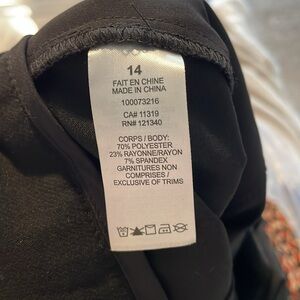 14
FAIT EN CHINE
MADE IN CHINA
100073216
CA# 11319
RN# 121340
CORPS / BODY:
70% POLYESTER
23% RAYONNE/RAYON
7% SPANDEX
GARNITURES NON
COMPRISES /
EXCLUSIVE OF TRIMS